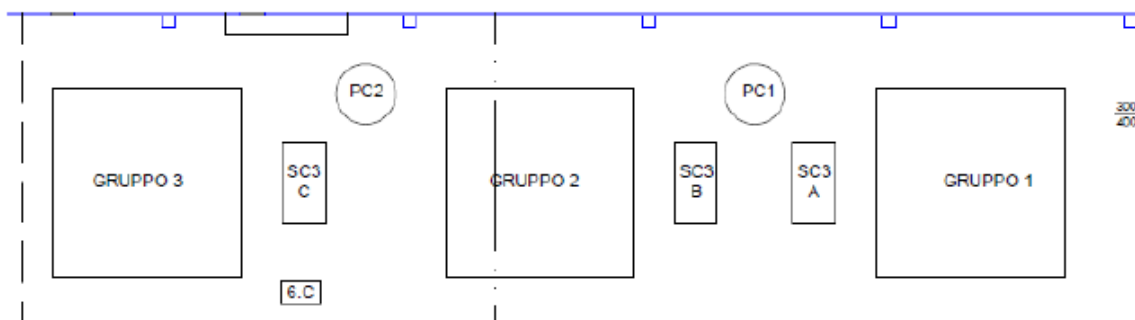 PC2
PC1
300
400
GRUPPO 3
SC3
C
GRUPPO 2
SC3
B
SC3
A
GRUPPO 1
6.C